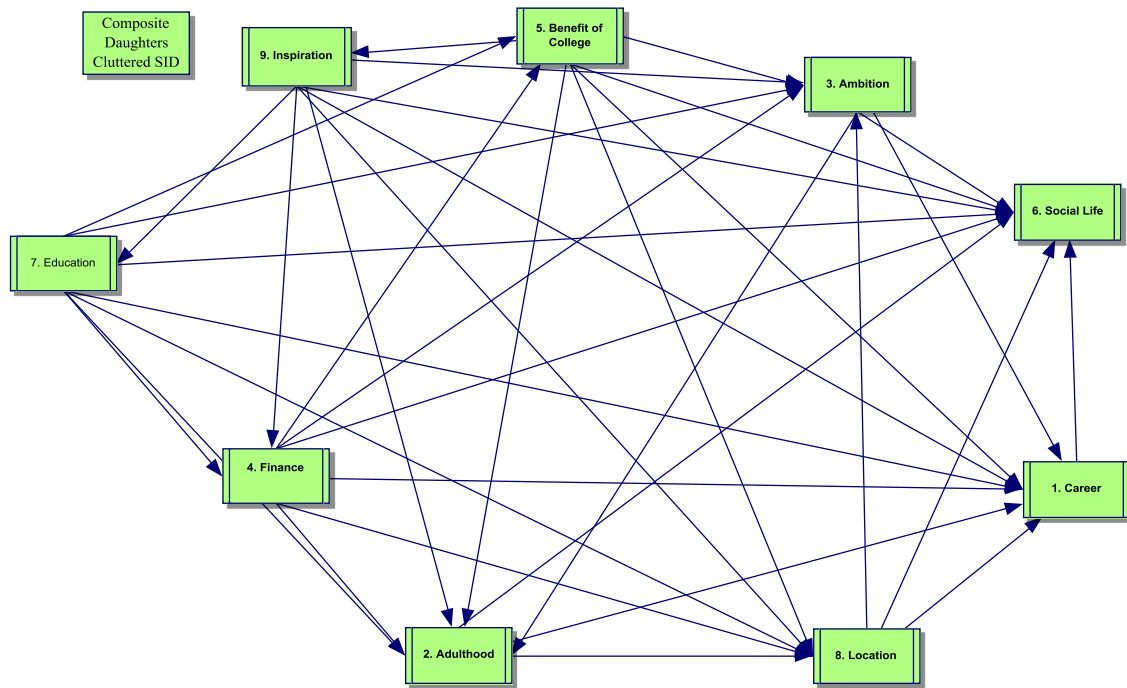 Composite
Daughters
Cluttered SID
5. Benefit of
College
9. Inspiration
3. Ambition
6. Social Life
7. Education
4. Finance
1. Career
2. Adulthood
8. Location